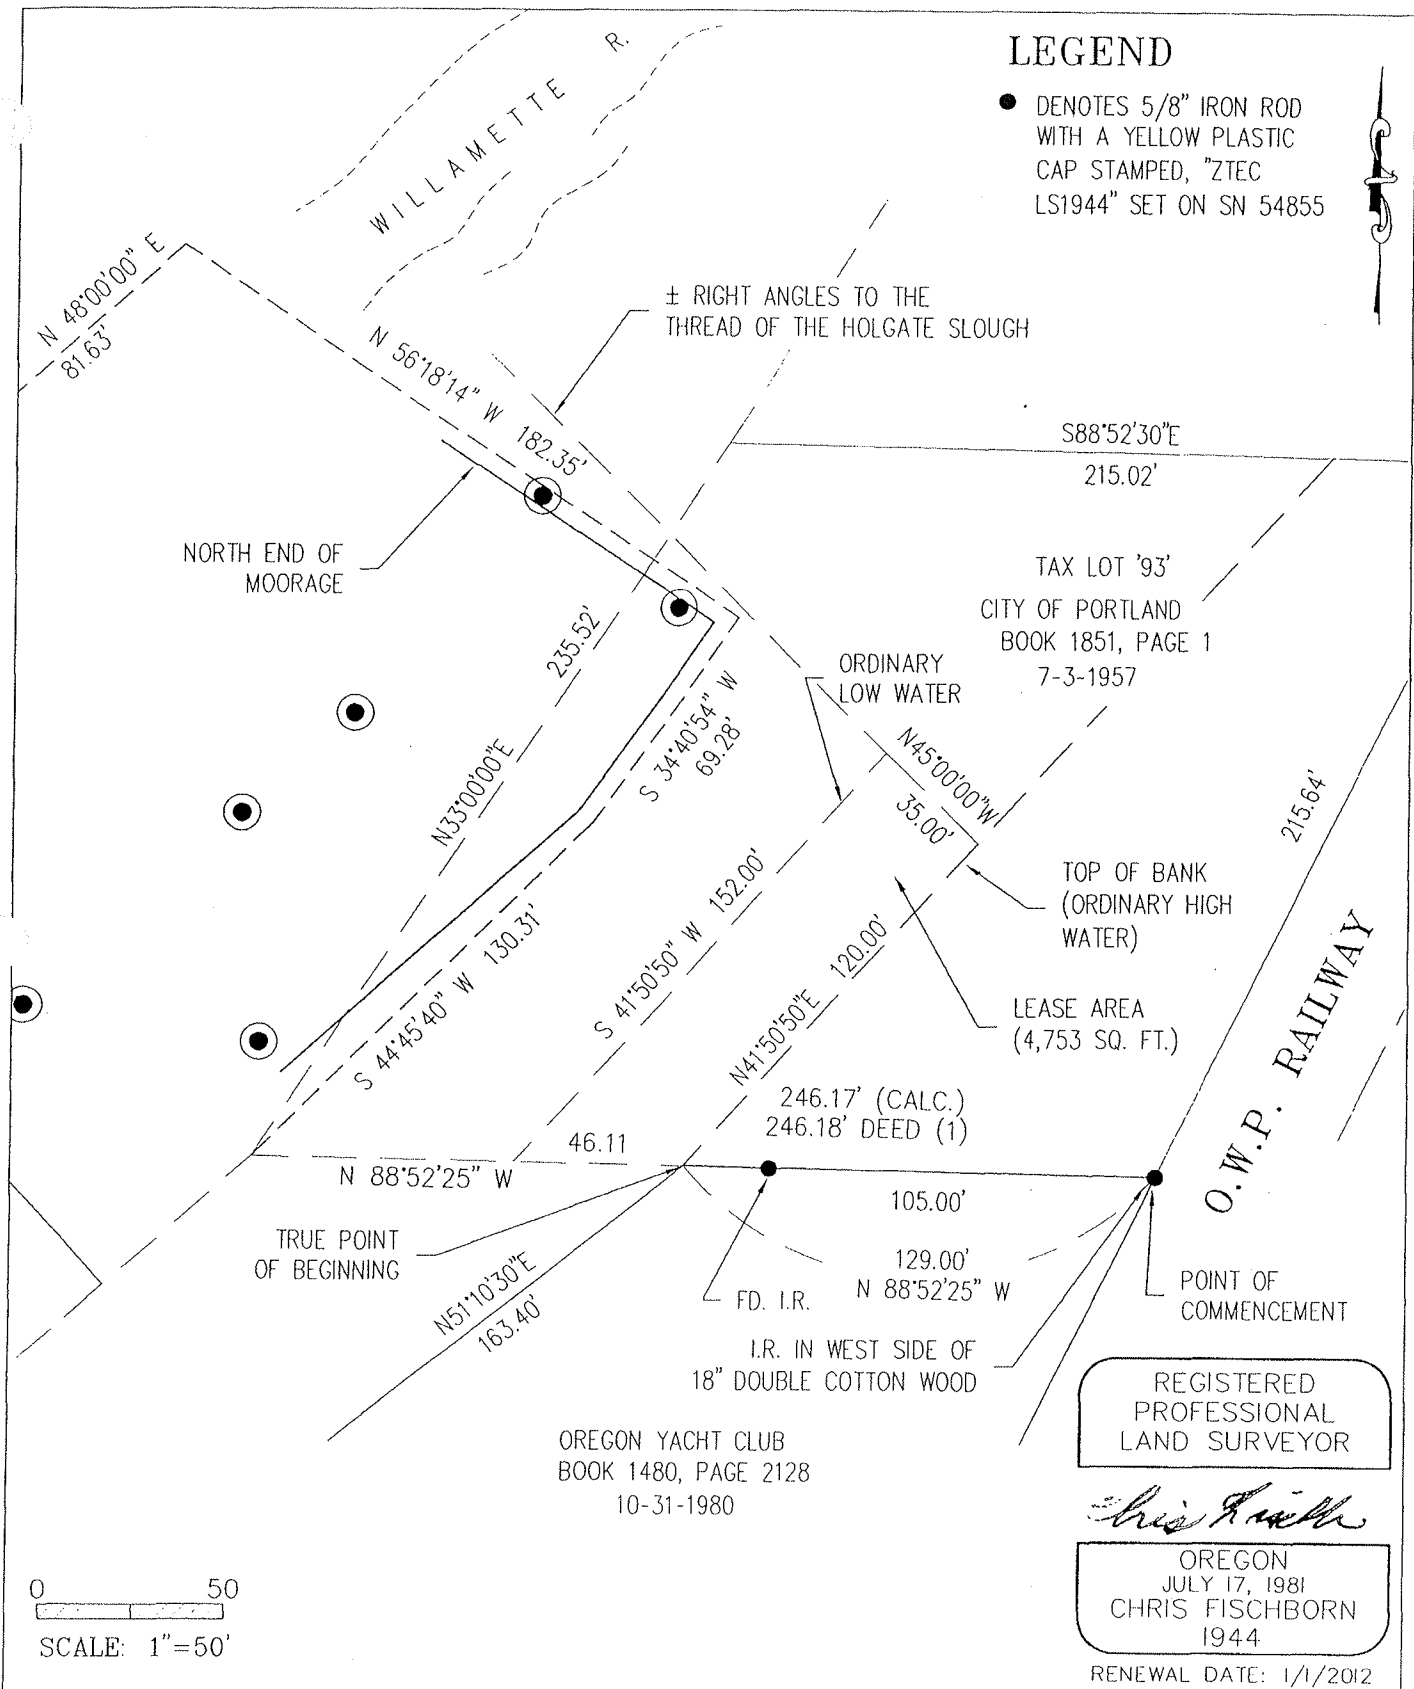 WILLAMETTE R.
LEGEND
DENOTES 5/8" IRON ROD
WITH A YELLOW PLASTIC
CAP STAMPED, "ZTEC
LS1944" SET ON SN 54855
N 48°00'00" E
81.63'
± RIGHT ANGLES TO THE
THREAD OF THE HOLGATE SLOUGH
N 56°18'14" W 182.35'
S88°52'30"E
215.02'
NORTH END OF
MOORAGE
TAX LOT '93'
CITY OF PORTLAND
BOOK 1851, PAGE 1
7-3-1957
N33°00'00"E 235.52'
ORDINARY
LOW WATER
S 34°40'54" W
69.28'
N45°00'00"W
35.00'
215.64'
TOP OF BANK
(ORDINARY HIGH
WATER)
S 44°45'40" W 130.31'
S 41°50'50" W 152.00'
N41°50'50"E 120.00'
LEASE AREA
(4,753 SQ. FT.)
O.W.P. RAILWAY
246.17' (CALC.)
246.18' DEED (1)
46.11
N 88°52'25" W
105.00'
TRUE POINT
OF BEGINNING
129.00'
N 88°52'25" W
FD. I.R.
POINT OF
COMMENCEMENT
N51°10'30"E
163.40'
I.R. IN WEST SIDE OF
18" DOUBLE COTTON WOOD
OREGON YACHT CLUB
BOOK 1480, PAGE 2128
10-31-1980
REGISTERED
PROFESSIONAL
LAND SURVEYOR
OREGON
JULY 17, 1981
CHRIS FISCHBORN
1944
RENEWAL DATE: 1/1/2012
0 50
SCALE: 1"=50'